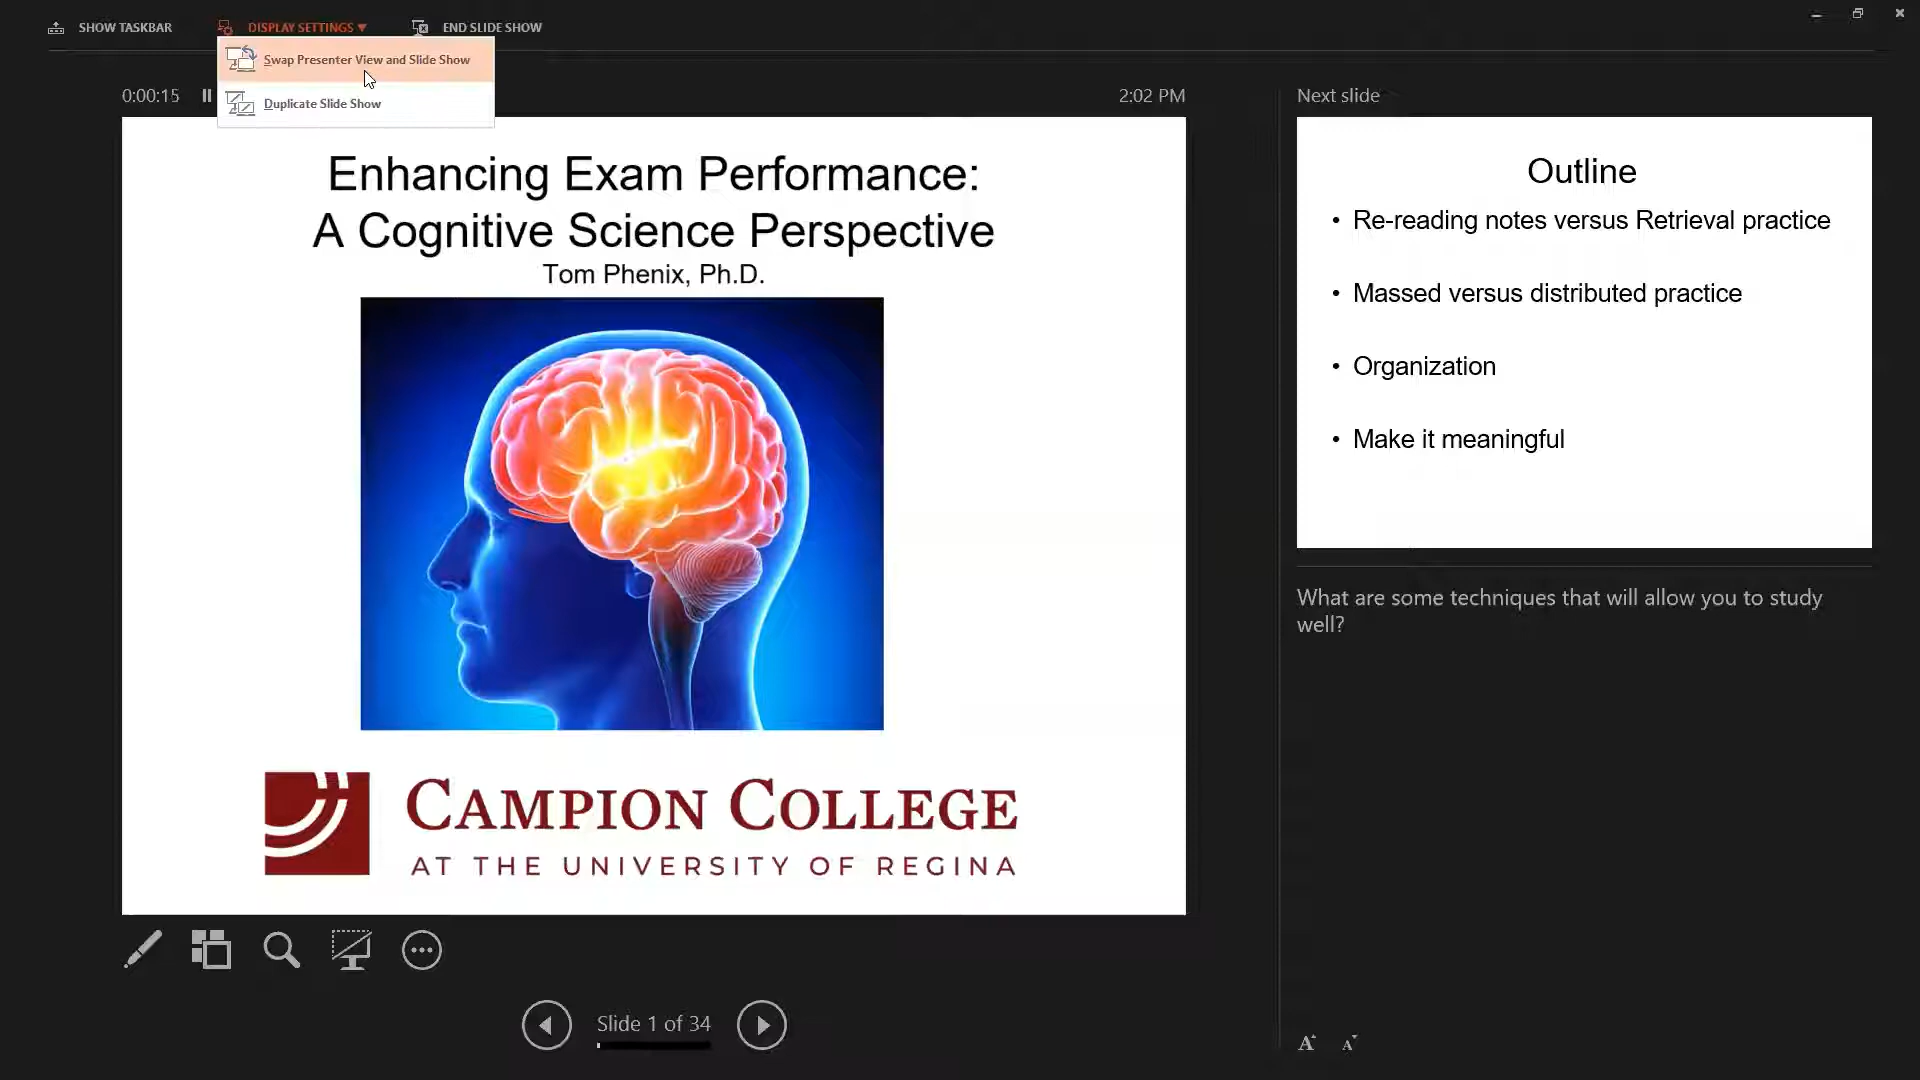 SHOW TASKBAR
DISPLAY SETTINGS
END SLIDE SHOW
Swap Presenter View and Slide Show
Duplicate Slide Show
0:00:15
2:02 PM
Enhancing Exam Performance:
A Cognitive Science Perspective
Tom Phenix, Ph.D.
CAMPION COLLEGE
AT THE UNIVERSITY OF REGINA
Slide 1 of 34
Next slide
Outline
• Re-reading notes versus Retrieval practice
• Massed versus distributed practice
• Organization
• Make it meaningful
What are some techniques that will allow you to study
well?
A A